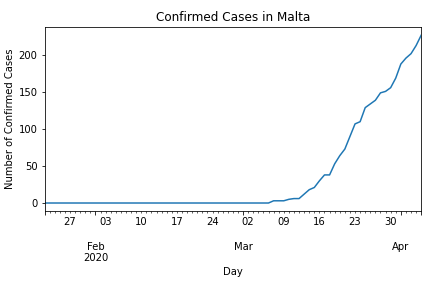 Confirmed Cases in Malta
Number of Confirmed Cases
200
150
100
50
0
27 03 10 17 24 02 09 16 23 30
Feb Mar Apr
2020
Day